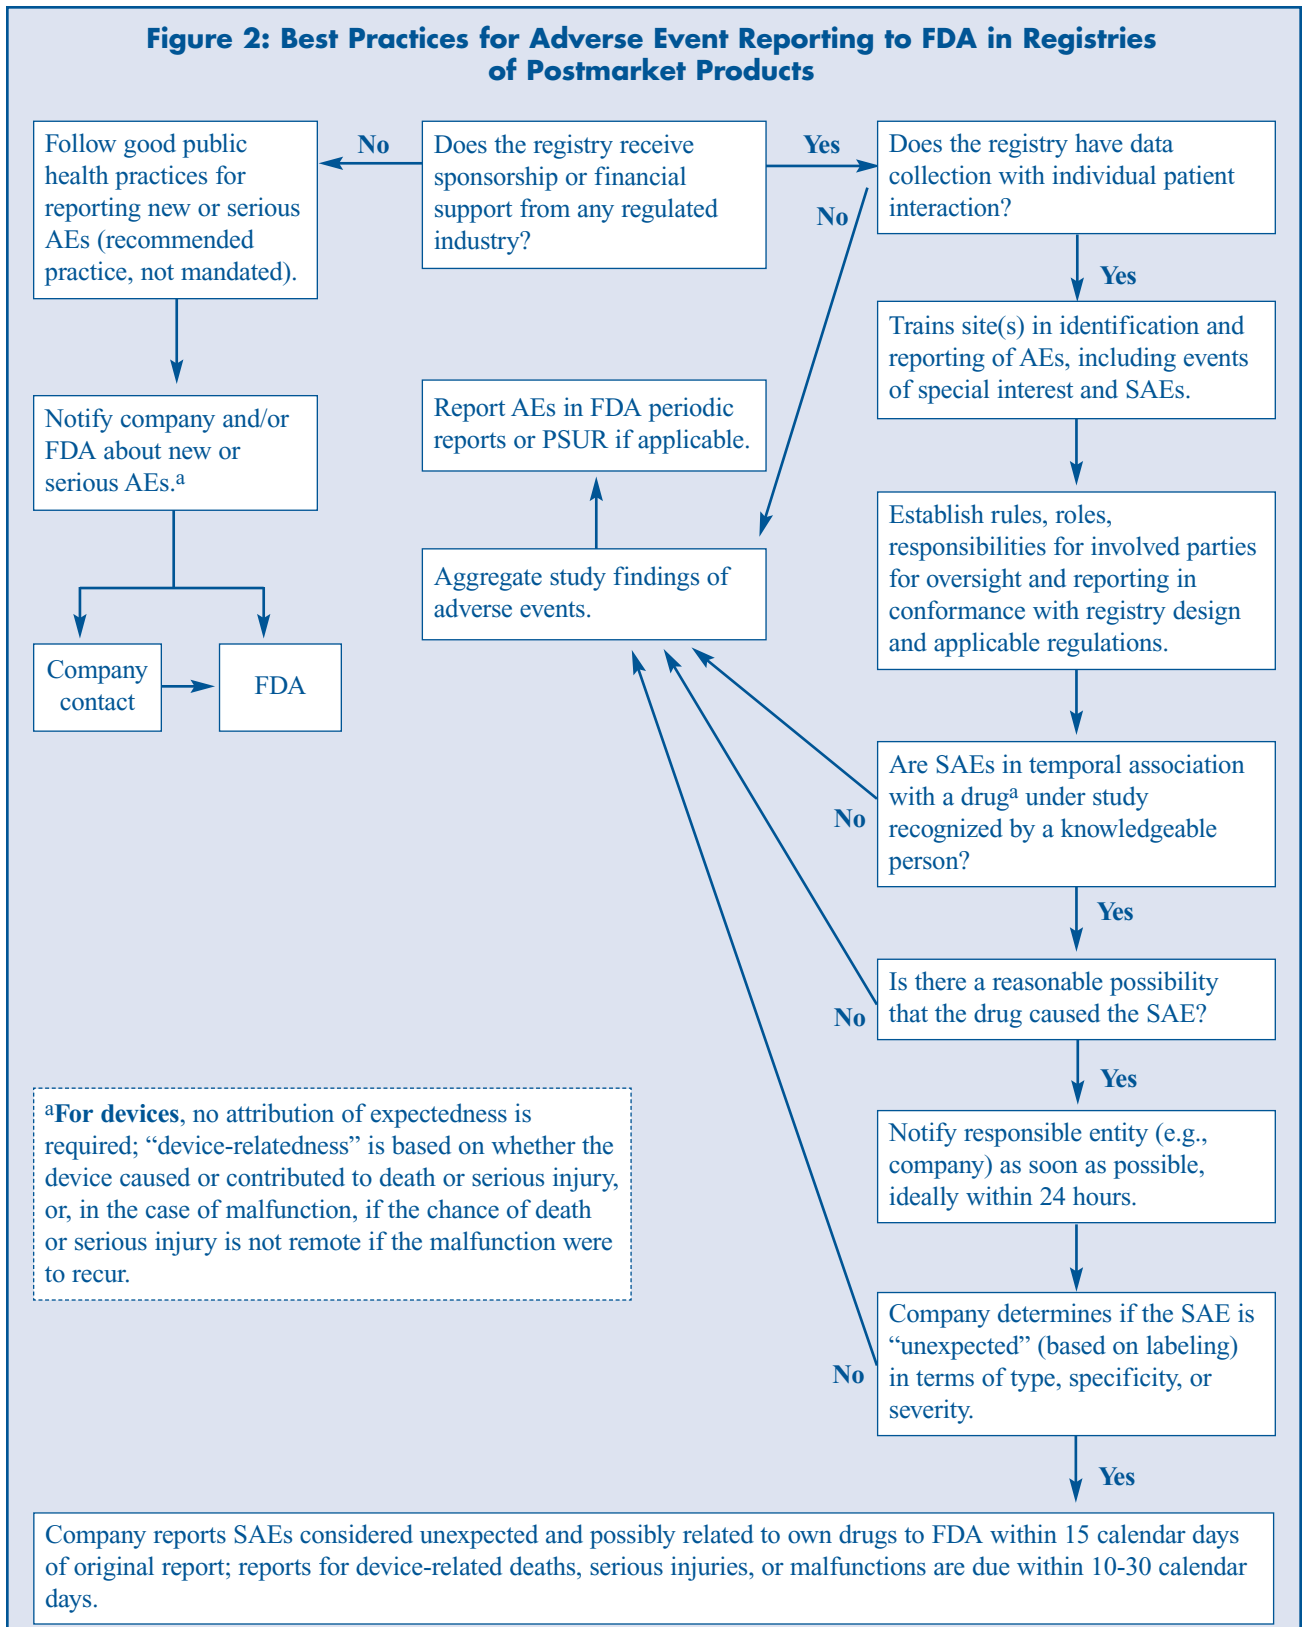 Figure 2: Best Practices for Adverse Event Reporting to FDA in Registries
of Postmarket Products
Follow good public
health practices for
reporting new or serious
AEs (recommended
practice, not mandated).
No
Does the registry receive
sponsorship or financial
support from any regulated
industry?
Yes
No
Does the registry have data
collection with individual patient
interaction?
Yes
Trains site(s) in identification and
reporting of AEs, including events
of special interest and SAEs.
Notify company and/or
FDA about new or
serious AEs.a
Report AEs in FDA periodic
reports or PSUR if applicable.
Establish rules, roles,
responsibilities for involved parties
for oversight and reporting in
conformance with registry design
and applicable regulations.
Aggregate study findings of
adverse events.
Company
contact
FDA
Are SAEs in temporal association
with a druga under study
recognized by a knowledgeable
person?
No
Yes
Is there a reasonable possibility
that the drug caused the SAE?
No
Yes
aFor devices, no attribution of expectedness is
required; “device-relatedness” is based on whether the
device caused or contributed to death or serious injury,
or, in the case of malfunction, if the chance of death
or serious injury is not remote if the malfunction were
to recur.
Notify responsible entity (e.g.,
company) as soon as possible,
ideally within 24 hours.
Company determines if the SAE is
“unexpected” (based on labeling)
in terms of type, specificity, or
severity.
No
Yes
Company reports SAEs considered unexpected and possibly related to own drugs to FDA within 15 calendar days
of original report; reports for device-related deaths, serious injuries, or malfunctions are due within 10-30 calendar
days.